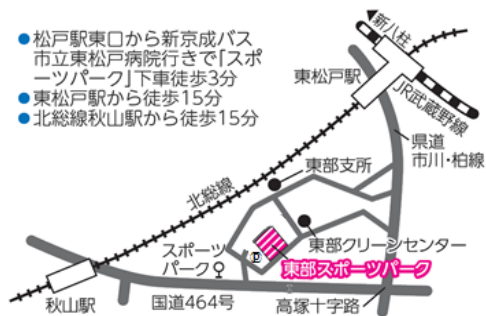 ●松戸駅東口から新京成バス
市立東松戸病院行きで「スポ
ーツパーク」下車徒歩3分
●東松戸駅から徒歩15分
●北総線秋山駅から徒歩15分
新八柱
東松戸駅
JR武蔵野線
県道
市川・柏線
東部支所
北総線
東部クリーンセンター
スポーツ
パーク
P
東部スポーツパーク
秋山駅
国道464号
高塚十字路